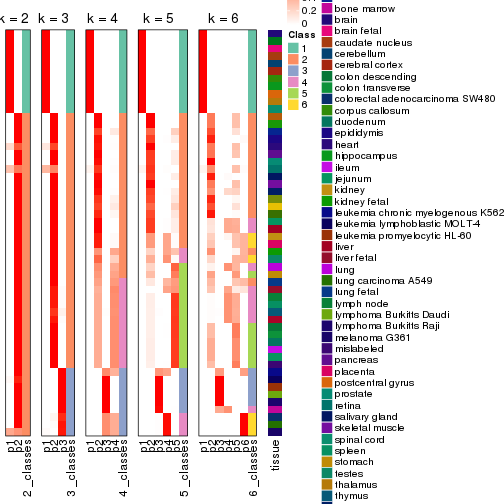 k = 2
k = 3
k = 4
k = 5
k = 6
0.2
0
Class
1
2
3
4
5
6
bone marrow
brain
brain fetal
caudate nucleus
cerebellum
cerebral cortex
colon descending
colon transverse
colorectal adenocarcinoma SW480
corpus callosum
duodenum
epididymis
heart
hippocampus
ileum
jejunum
kidney
kidney fetal
leukemia chronic myelogenous K562
leukemia lymphoblastic MOLT-4
leukemia promyelocytic HL-60
liver
liver fetal
lung
lung carcinoma A549
lung fetal
lymph node
lymphoma Burkitts Daudi
lymphoma Burkitts Raji
melanoma G361
mislabeled
pancreas
placenta
postcentral gyrus
prostate
retina
salivary gland
skeletal muscle
spinal cord
spleen
stomach
testes
thalamus
thymus
p1
p2
2_classes
p1
p2
p3
3_classes
p1
p2
p3
p4
4_classes
p1
p2
p3
p4
p5
5_classes
p1
p2
p3
p4
p5
p6
6_classes
tissue